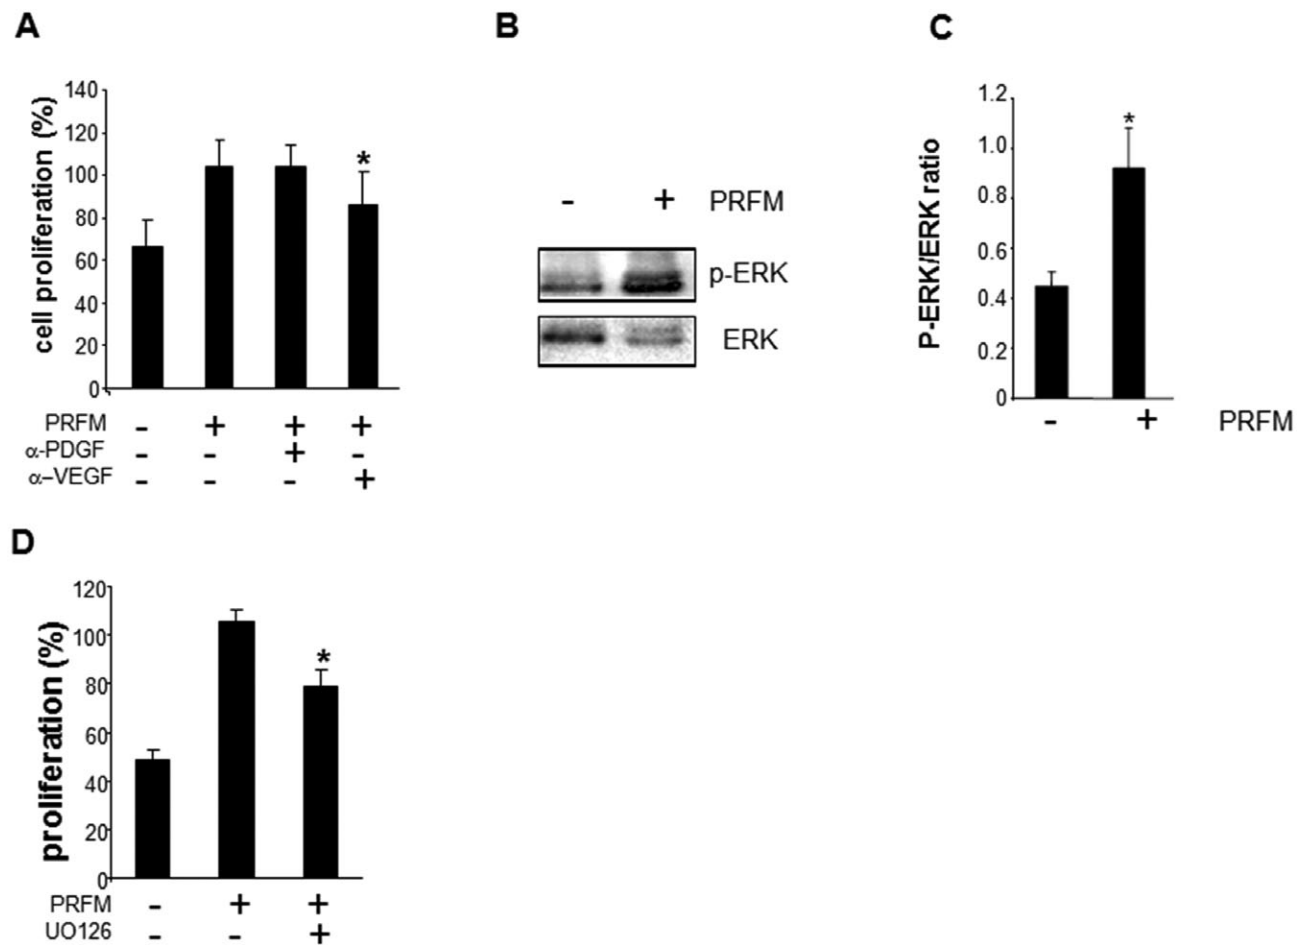 A
cell proliferation (%)
140
120
100
80
60
40
20
0
*
PRFM - + + +
α-PDGF - - + -
α–VEGF - - - +
B
- + PRFM
p-ERK
ERK
C
P-ERK/ERK ratio
1.2
1.0
0.8
0.6
0.4
0.2
0
*
- + PRFM
D
proliferation (%)
120
100
80
60
40
20
0
*
PRFM - + +
UO126 - - +